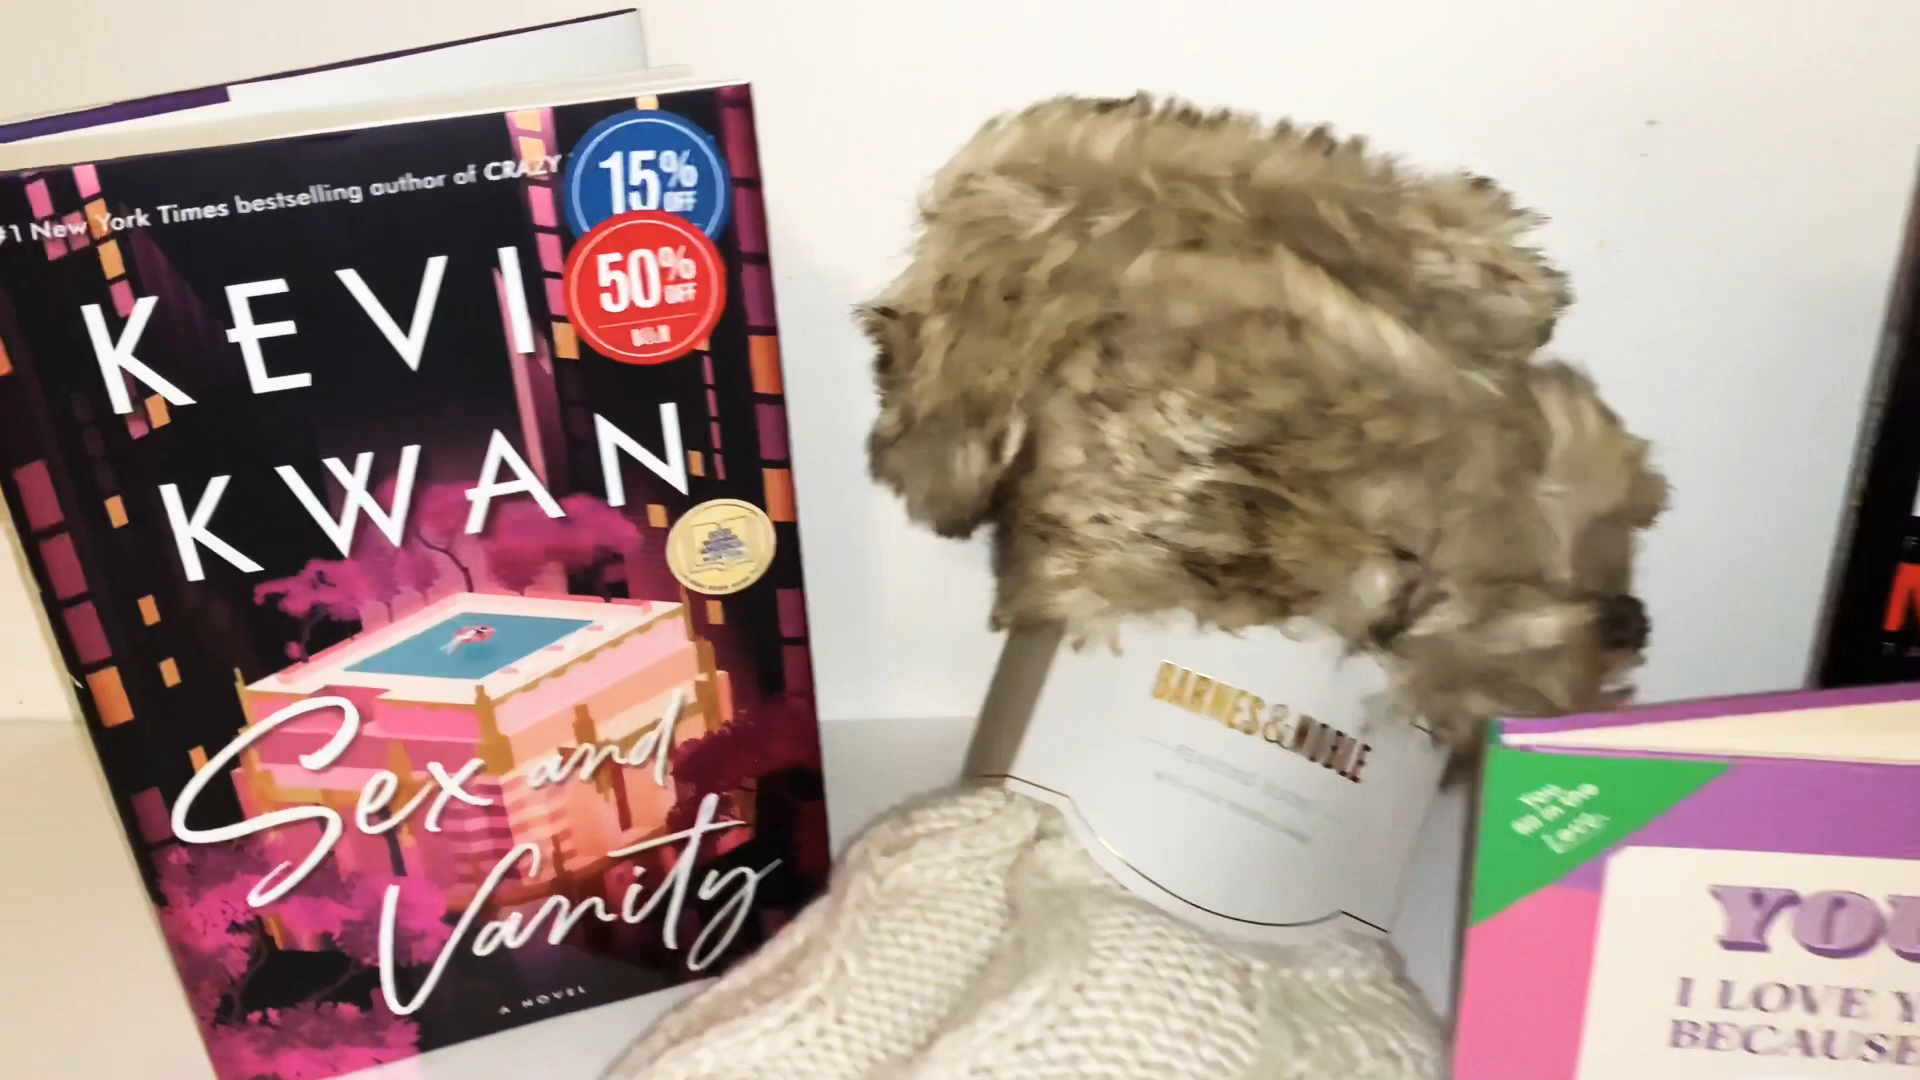 #1 New York Times bestselling author of CRAZY
15%
OFF
50%
OFF
KEVI
KWAN
Sex and
Vanity
A NOVEL
BARNES & NOBLE
YOU
I LOVE Y
BECAUSE